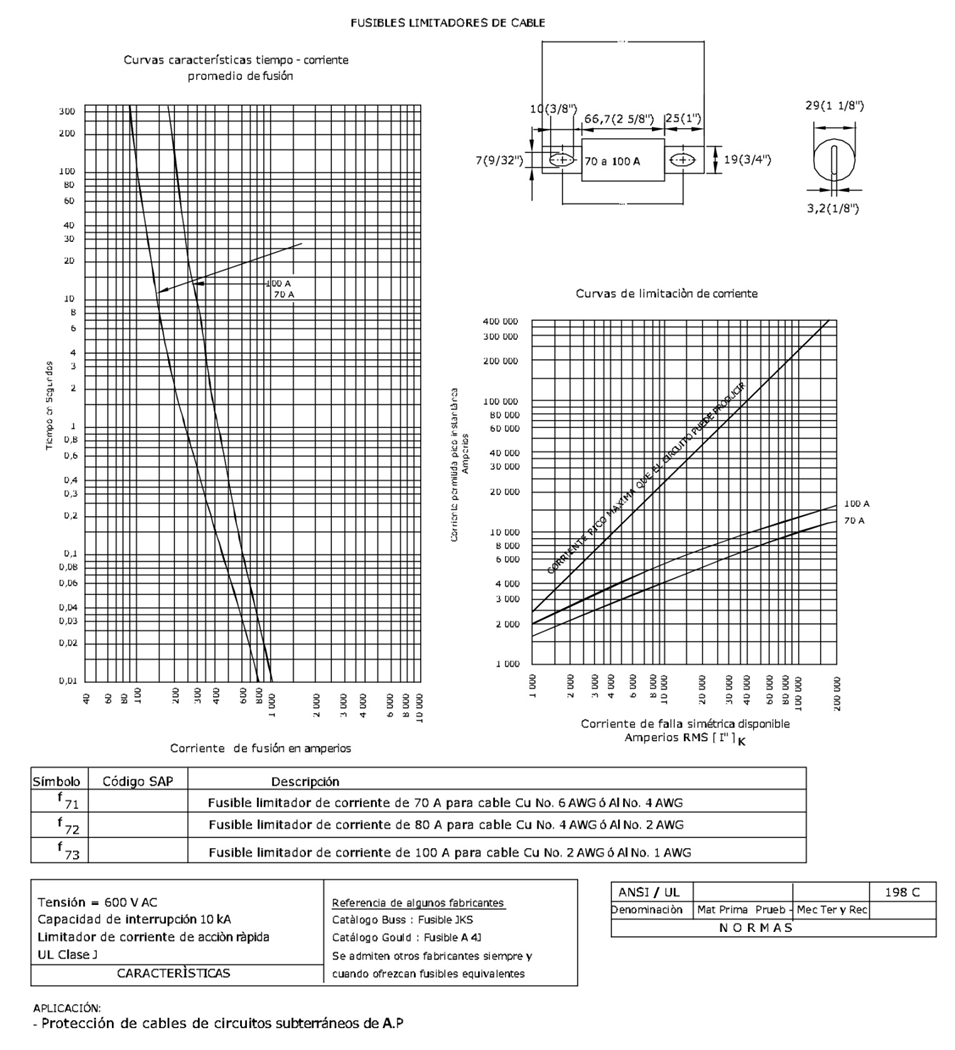 FUSIBLES LIMITADORES DE CABLE
Curvas características tiempo - corriente
promedio de fusión
300
200
100
80
60
40
30
20
10
8
6
4
3
2
1
0,8
0,6
0,4
0,3
0,2
0,1
0,08
0,06
0,04
0,03
0,02
0,01
Tiempo en Segundos
100 A
70 A
40
60
80
100
200
300
400
600
800
1 000
2 000
3 000
4 000
6 000
8 000
10 000
Corriente de fusión en amperios
10(3/8")
66,7(2 5/8")
25(1")
7(9/32")
70 a 100 A
19(3/4")
29(1 1/8")
3,2(1/8")
Curvas de limitaciòn de corriente
400 000
300 000
200 000
100 000
80 000
60 000
40 000
30 000
20 000
10 000
8 000
6 000
4 000
3 000
2 000
1 000
Corriente permitida pico instantànea
Amperios
CORRIENTE PICO MAXIMA QUE EL CIRCUITO PUEDE PRODUCIR
100 A
70 A
1 000
2 000
3 000
4 000
6 000
8 000
10 000
20 000
30 000
40 000
60 000
80 000
100 000
200 000
Corriente de falla simétrica disponible
Amperios RMS [ I" ] K
Símbolo Código SAP Descripción
f 71 Fusible limitador de corriente de 70 A para cable Cu No. 6 AWG ó Al No. 4 AWG
f 72 Fusible limitador de corriente de 80 A para cable Cu No. 4 AWG ó Al No. 2 AWG
f 73 Fusible limitador de corriente de 100 A para cable Cu No. 2 AWG ó Al No. 1 AWG
Tensión = 600 V AC
Capacidad de interrupción 10 kA
Limitador de corriente de acciòn ràpida
UL Clase J
CARACTERÌSTICAS
Referencia de algunos fabricantes
Catàlogo Buss : Fusible JKS
Catálogo Gould : Fusible A 4J
Se admiten otros fabricantes siempre y
cuando ofrezcan fusibles equivalentes
ANSI / UL 198 C
Denominaciòn Mat Prima Prueb - Mec Ter y Rec
N O R M A S
APLICACIÓN:
- Protección de cables de circuitos subterráneos de A.P